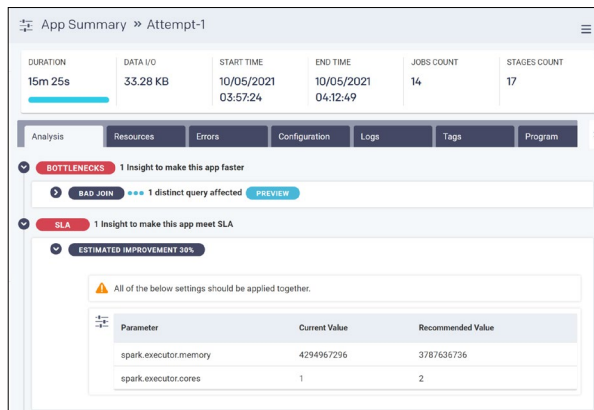 App Summary » Attempt-1
DURATION DATA I/O START TIME END TIME JOBS COUNT STAGES COUNT
15m 25s 33.28 KB 10/05/2021 10/05/2021 14 17
03:57:24 04:12:49
Analysis Resources Errors Configuration Logs Tags Program
BOTTLENECKS 1 Insight to make this app faster
BAD JOIN 1 distinct query affected PREVIEW
SLA 1 Insight to make this app meet SLA
ESTIMATED IMPROVEMENT 30%
All of the below settings should be applied together.
Parameter Current Value Recommended Value
spark.executor.memory 4294967296 3787636736
spark.executor.cores 1 2